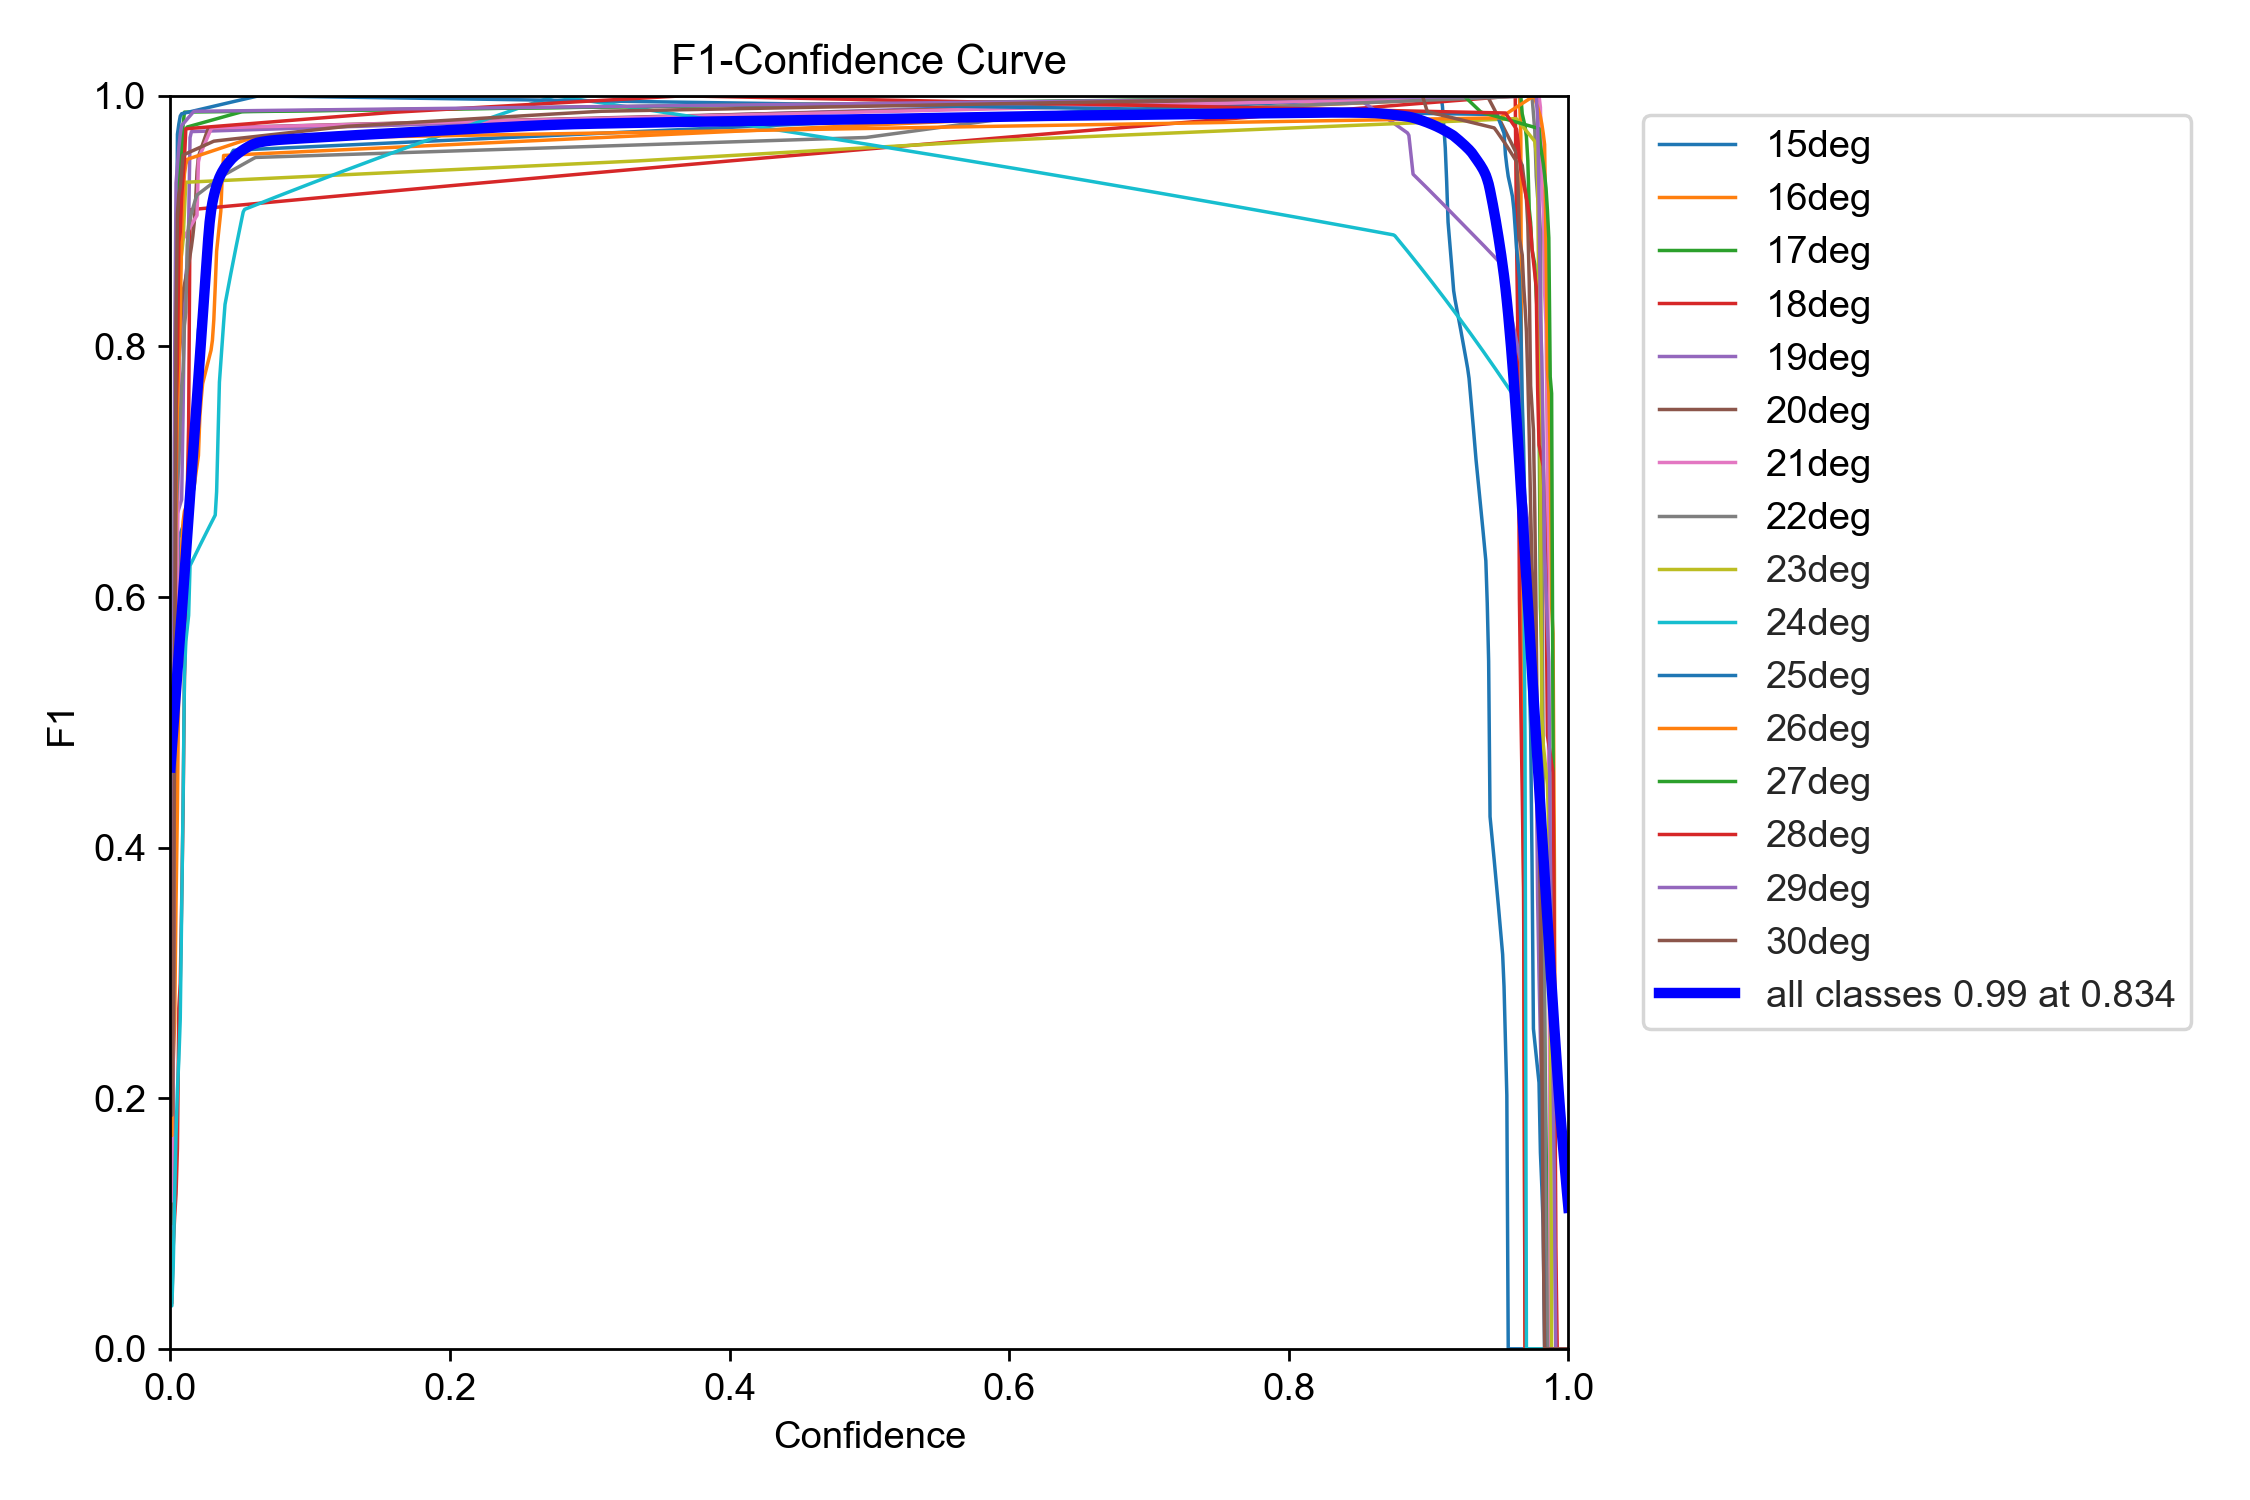 F1-Confidence Curve
1.0
0.8
0.6
0.4
0.2
0.0
F1
0.0 0.2 0.4 0.6 0.8 1.0
Confidence
15deg
16deg
17deg
18deg
19deg
20deg
21deg
22deg
23deg
24deg
25deg
26deg
27deg
28deg
29deg
30deg
all classes 0.99 at 0.834